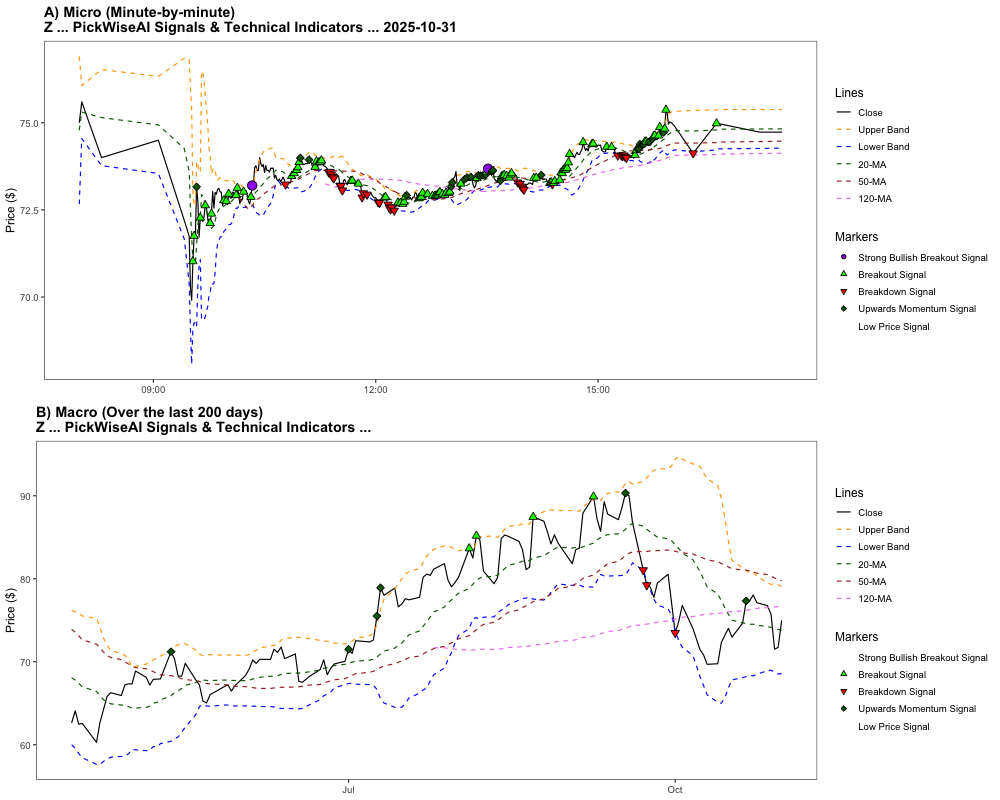 A) Micro (Minute-by-minute)
Z ... PickWiseAI Signals & Technical Indicators ... 2025-10-31
Price ($)
75.0
72.5
70.0
09:00
12:00
15:00
Lines
Close
Upper Band
Lower Band
20-MA
50-MA
120-MA
Markers
Strong Bullish Breakout Signal
Breakout Signal
Breakdown Signal
Upwards Momentum Signal
Low Price Signal
B) Macro (Over the last 200 days)
Z ... PickWiseAI Signals & Technical Indicators ...
Price ($)
90
80
70
60
Jul
Oct
Lines
Close
Upper Band
Lower Band
20-MA
50-MA
120-MA
Markers
Strong Bullish Breakout Signal
Breakout Signal
Breakdown Signal
Upwards Momentum Signal
Low Price Signal